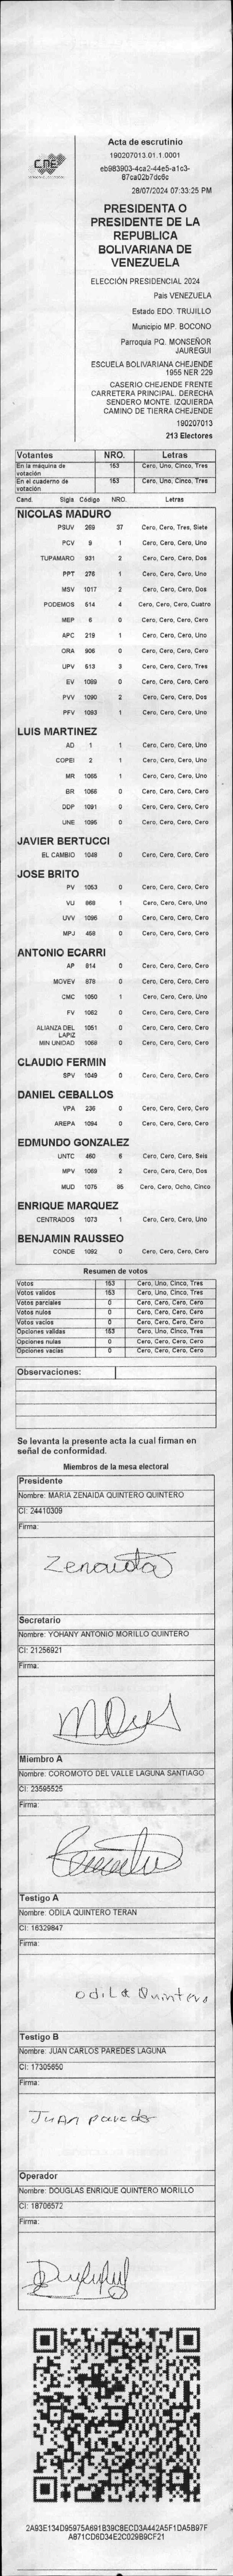 CNE
Acta de escrutinio
190207013.01.1.0001
eb983903-4ca2-44e5-a1c3-
87ca02b7dc6c
28/07/2024 07:33:25 PM
PRESIDENTA O
PRESIDENTE DE LA
REPUBLICA
BOLIVARIANA DE
VENEZUELA
ELECCIÓN PRESIDENCIAL 2024
País VENEZUELA
Estado EDO. TRUJILLO
Municipio MP. BOCONO
Parroquia PQ. MONSEÑOR
JAUREGUI
ESCUELA BOLIVARIANA CHEJENDE
1955 NER 229
CASERIO CHEJENDE FRENTE
CARRETERA PRINCIPAL. DERECHA
SENDERO MONTE. IZQUIERDA
CAMINO DE TIERRA CHEJENDE
190207013
213 Electores
Votantes NRO. Letras
En la máquina de votación 153 Cero, Uno, Cinco, Tres
En el cuaderno de votación 153 Cero, Uno, Cinco, Tres
Cand. Sigla Código NRO. Letras
NICOLAS MADURO
PSUV 269 37 Cero, Cero, Tres, Siete
PCV 9 1 Cero, Cero, Cero, Uno
TUPAMARO 931 2 Cero, Cero, Cero, Dos
PPT 276 1 Cero, Cero, Cero, Uno
MSV 1017 2 Cero, Cero, Cero, Dos
PODEMOS 514 4 Cero, Cero, Cero, Cuatro
MEP 6 0 Cero, Cero, Cero, Cero
APC 219 1 Cero, Cero, Cero, Uno
ORA 906 0 Cero, Cero, Cero, Cero
UPV 513 3 Cero, Cero, Cero, Tres
EV 1089 0 Cero, Cero, Cero, Cero
PVV 1090 2 Cero, Cero, Cero, Dos
PFV 1093 1 Cero, Cero, Cero, Uno
LUIS MARTINEZ
AD 1 1 Cero, Cero, Cero, Uno
COPEI 2 1 Cero, Cero, Cero, Uno
MR 1065 1 Cero, Cero, Cero, Uno
BR 1068 0 Cero, Cero, Cero, Cero
DDP 1091 0 Cero, Cero, Cero, Cero
UNE 1095 0 Cero, Cero, Cero, Cero
JAVIER BERTUCCI
EL CAMBIO 1048 0 Cero, Cero, Cero, Cero
JOSE BRITO
PV 1053 0 Cero, Cero, Cero, Cero
VU 868 1 Cero, Cero, Cero, Uno
UVV 1096 0 Cero, Cero, Cero, Cero
MPJ 458 0 Cero, Cero, Cero, Cero
ANTONIO ECARRI
AP 814 0 Cero, Cero, Cero, Cero
MOVEV 878 0 Cero, Cero, Cero, Cero
CMC 1050 1 Cero, Cero, Cero, Uno
FV 1062 0 Cero, Cero, Cero, Cero
ALIANZA DEL LAPIZ 1051 0 Cero, Cero, Cero, Cero
MIN UNIDAD 1058 0 Cero, Cero, Cero, Cero
CLAUDIO FERMIN
SPV 1049 0 Cero, Cero, Cero, Cero
DANIEL CEBALLOS
VPA 236 0 Cero, Cero, Cero, Cero
AREPA 1094 0 Cero, Cero, Cero, Cero
EDMUNDO GONZALEZ
UNTC 460 6 Cero, Cero, Cero, Seis
MPV 1069 2 Cero, Cero, Cero, Dos
MUD 1075 85 Cero, Cero, Ocho, Cinco
ENRIQUE MARQUEZ
CENTRADOS 1073 1 Cero, Cero, Cero, Uno
BENJAMIN RAUSSEO
CONDE 1092 0 Cero, Cero, Cero, Cero
Resumen de votos
Votos 153 Cero, Uno, Cinco, Tres
Votos validos 153 Cero, Uno, Cinco, Tres
Votos parciales 0 Cero, Cero, Cero, Cero
Votos nulos 0 Cero, Cero, Cero, Cero
Votos vacíos 0 Cero, Cero, Cero, Cero
Opciones validas 153 Cero, Uno, Cinco, Tres
Opciones nulas 0 Cero, Cero, Cero, Cero
Opciones vacías 0 Cero, Cero, Cero, Cero
Observaciones:
Se levanta la presente acta la cual firman en
señal de conformidad.
Miembros de la mesa electoral
Presidente
Nombre: MARIA ZENAIDA QUINTERO QUINTERO
CI: 24410309
Firma:
Zenaida
Secretario
Nombre: YOHANY ANTONIO MORILLO QUINTERO
CI: 21256921
Firma:
Miembro A
Nombre: COROMOTO DEL VALLE LAGUNA SANTIAGO
CI: 23595525
Firma:
Testigo A
Nombre: ODILA QUINTERO TERAN
CI: 16329847
Firma:
odila Quintero
Testigo B
Nombre: JUAN CARLOS PAREDES LAGUNA
CI: 17305650
Firma:
Juan paredes
Operador
Nombre: DOUGLAS ENRIQUE QUINTERO MORILLO
CI: 18706572
Firma:
2A93E134D95975A691B39C8ECD3A442A5F1DA5B97F
A871CD6D34E2C029B9CF21